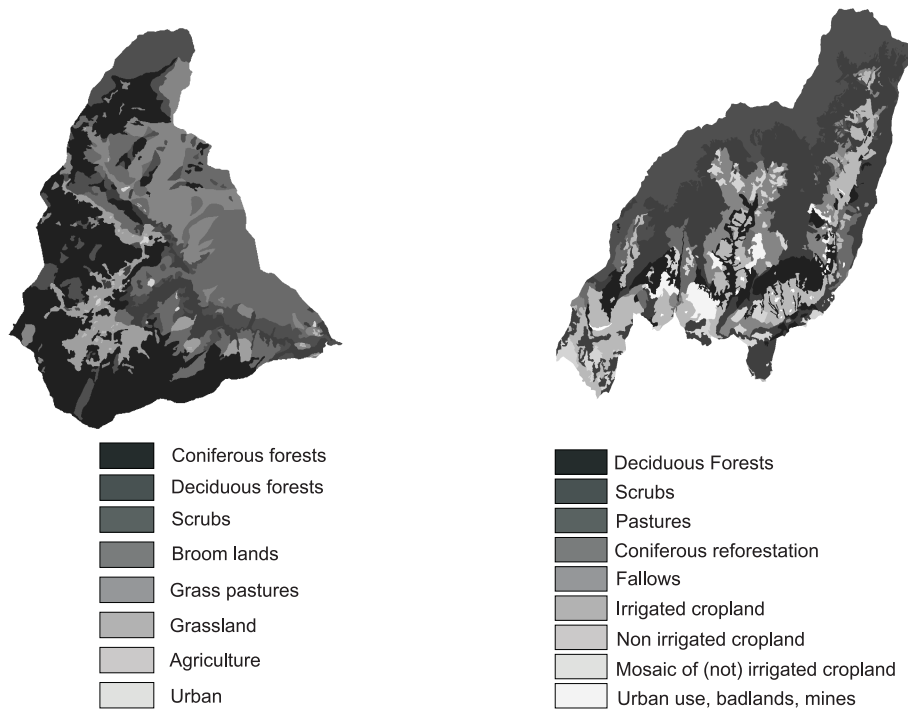 Coniferous forests
Deciduous forests
Scrubs
Broom lands
Grass pastures
Grassland
Agriculture
Urban
Deciduous Forests
Scrubs
Pastures
Coniferous reforestation
Fallows
Irrigated cropland
Non irrigated cropland
Mosaic of (not) irrigated cropland
Urban use, badlands, mines